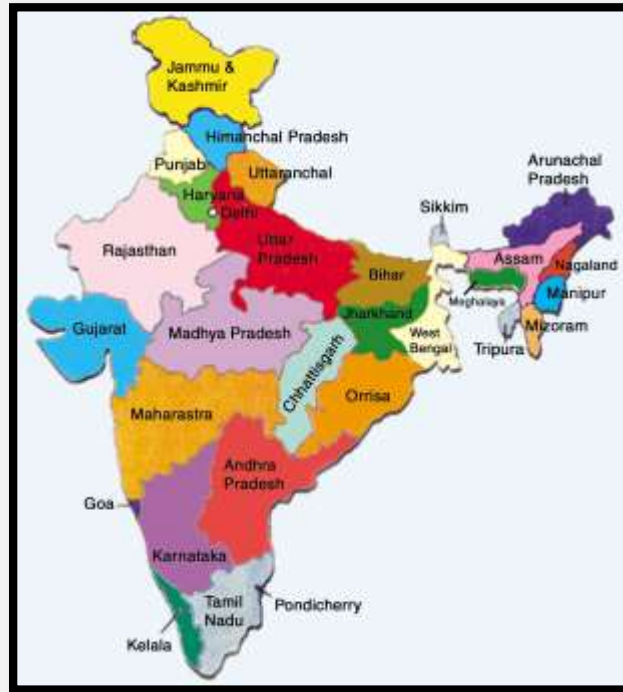 Jammu &
Kashmir
Himanchal Pradesh
Punjab
Uttaranchal
Haryana
Delhi
Arunachal
Pradesh
Sikkim
Rajasthan
Uttar
Pradesh
Bihar
Assam
Nagaland
Meghalaya
Manipur
Jharkhand
Gujarat
Madhya Pradesh
West
Bengal
Mizoram
Tripura
Chhattisgarh
Orrisa
Maharastra
Andhra
Pradesh
Goa
Karnataka
Tamil
Nadu
Pondicherry
Kelala